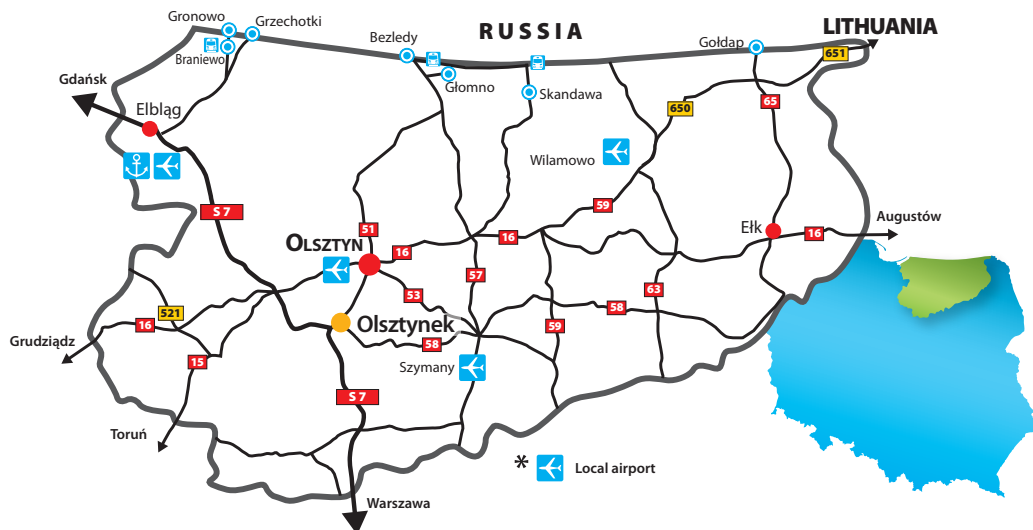 Gronowo
Grzechotki
RUSSIA
LITHUANIA
Bezledy
Gołdap
651
Braniewo
Gdańsk
Głomno
Skandawa
65
650
Elbląg
Wilamowo
S 7
59
51
Ełk
Augustów
OLSZTYN
16
16
16
57
53
63
58
521
16
Olsztynek
59
Grudziądz
58
15
Szymany
S 7
Toruń
* Local airport
Warszawa